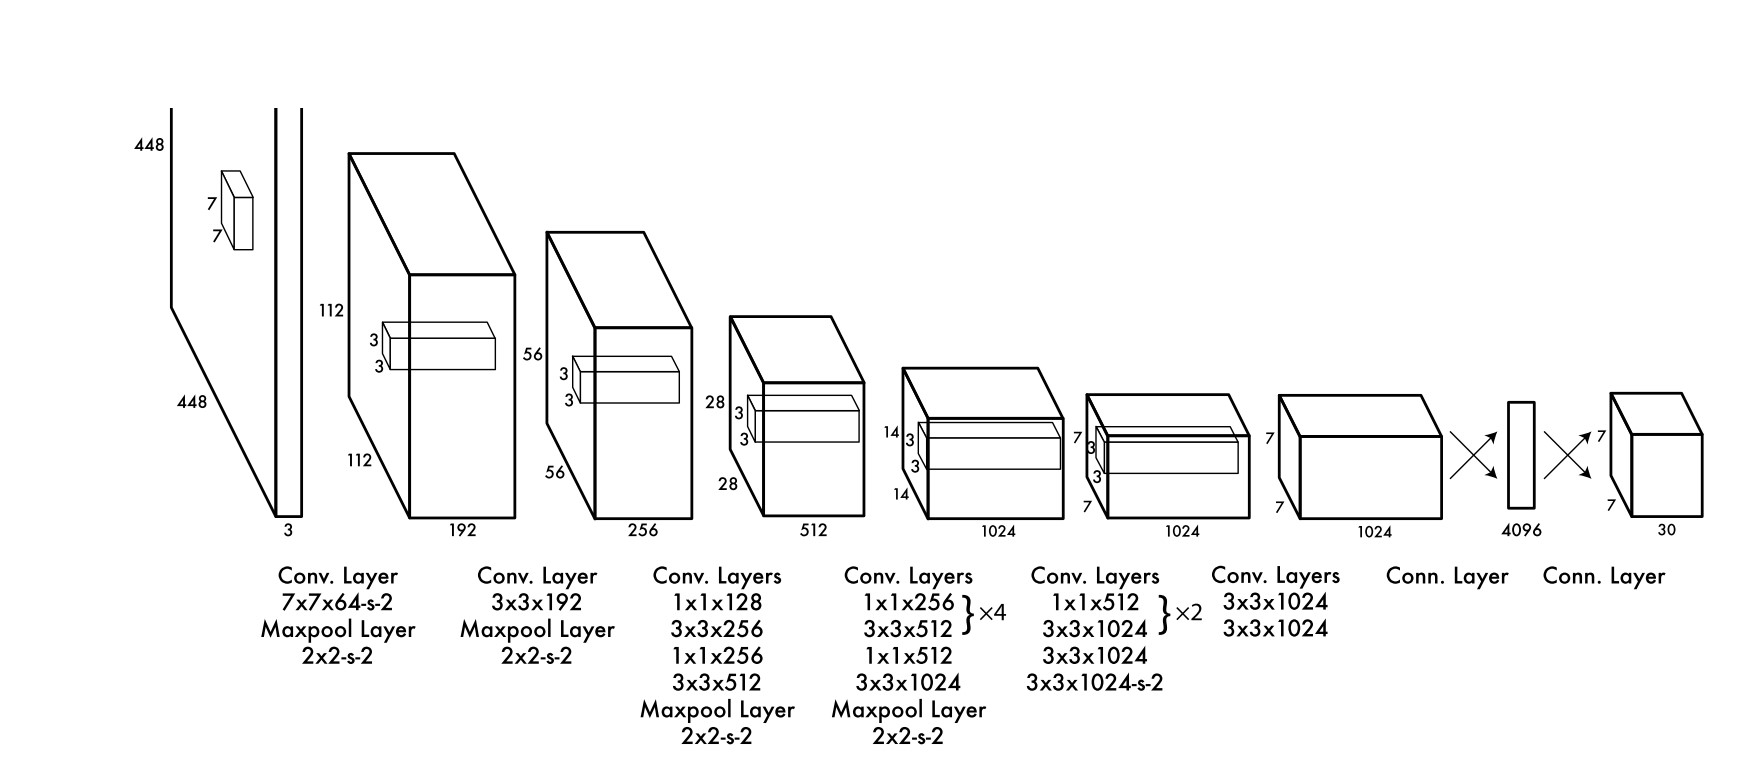 448
7
7
448
3
112
3
3
112
192
56
3
3
56
256
28
3
3
28
512
14
3
3
14
1024
7
3
3
7
1024
7
7
1024
4096
7
7
30
Conv. Layer
7x7x64-s-2
Maxpool Layer
2x2-s-2
Conv. Layer
3x3x192
Maxpool Layer
2x2-s-2
Conv. Layers
1x1x128
3x3x256
1x1x256
3x3x512
Maxpool Layer
2x2-s-2
Conv. Layers
1x1x256
3x3x512
} ×4
1x1x512
3x3x1024
Maxpool Layer
2x2-s-2
Conv. Layers
1x1x512
3x3x1024
} ×2
3x3x1024
3x3x1024-s-2
Conv. Layers
3x3x1024
3x3x1024
Conn. Layer
Conn. Layer